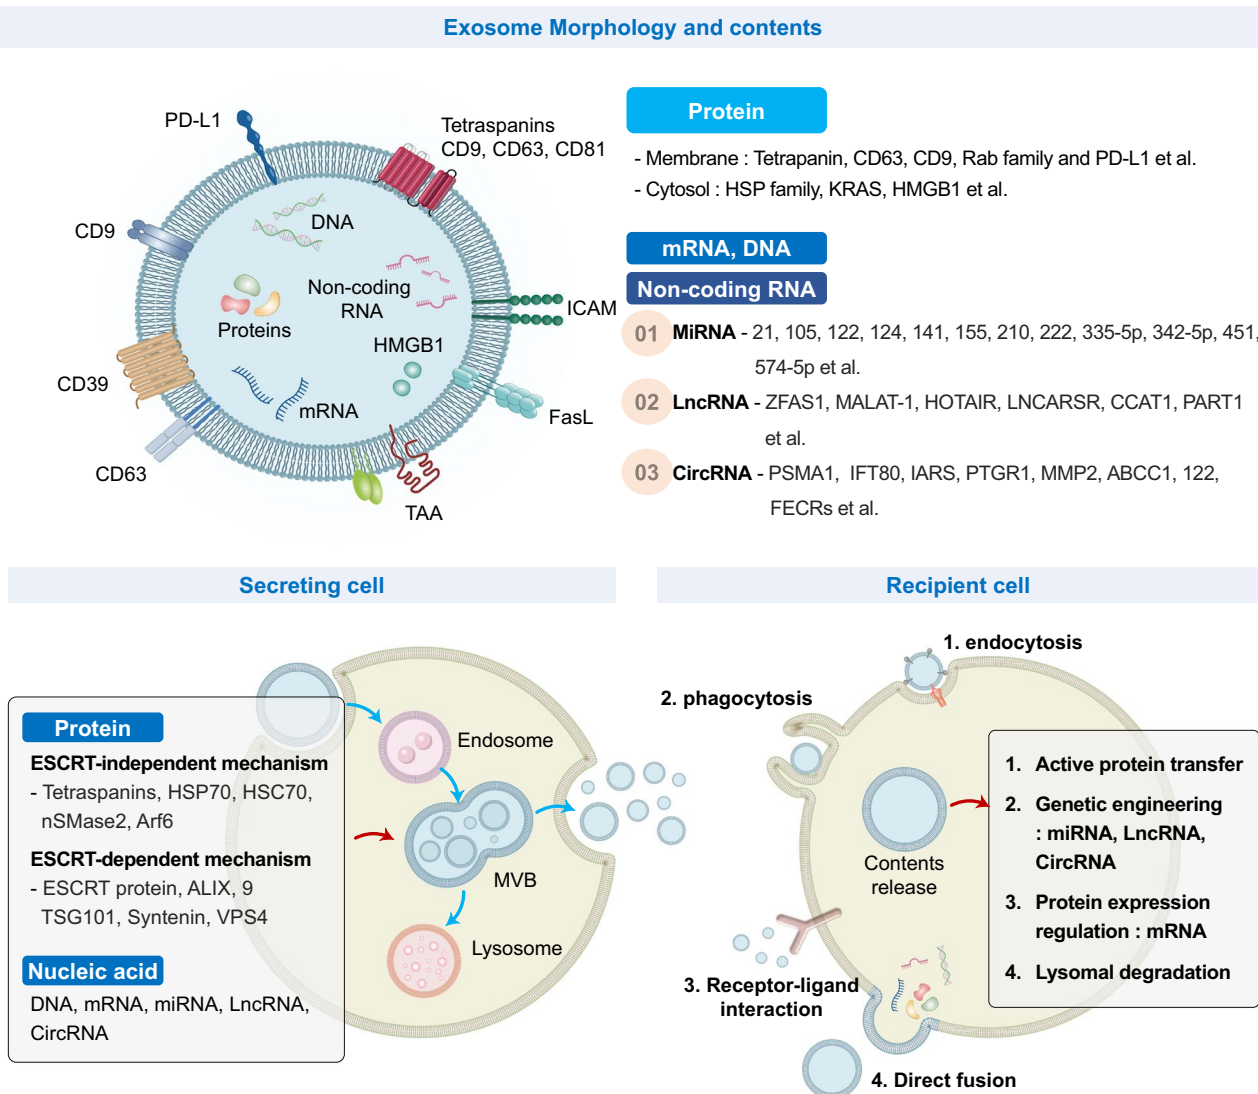 Exosome Morphology and contents
PD-L1
Tetraspanins
CD9, CD63, CD81
CD9
DNA
Non-coding
RNA
Proteins
ICAM
HMGB1
CD39
mRNA
FasL
CD63
TAA
Protein
- Membrane : Tetrapanin, CD63, CD9, Rab family and PD-L1 et al.
- Cytosol : HSP family, KRAS, HMGB1 et al.
mRNA, DNA
Non-coding RNA
01 MiRNA - 21, 105, 122, 124, 141, 155, 210, 222, 335-5p, 342-5p, 451,
574-5p et al.
02 LncRNA - ZFAS1, MALAT-1, HOTAIR, LNCARSR, CCAT1, PART1
et al.
03 CircRNA - PSMA1, IFT80, IARS, PTGR1, MMP2, ABCC1, 122,
FECRs et al.
Secreting cell
Protein
ESCRT-independent mechanism
- Tetraspanins, HSP70, HSC70,
nSMase2, Arf6
ESCRT-dependent mechanism
- ESCRT protein, ALIX, 9
TSG101, Syntenin, VPS4
Nucleic acid
DNA, mRNA, miRNA, LncRNA,
CircRNA
Endosome
MVB
Lysosome
Recipient cell
1. endocytosis
2. phagocytosis
Contents
release
3. Receptor-ligand
interaction
4. Direct fusion
1. Active protein transfer
2. Genetic engineering
: miRNA, LncRNA,
CircRNA
3. Protein expression
regulation : mRNA
4. Lysomal degradation